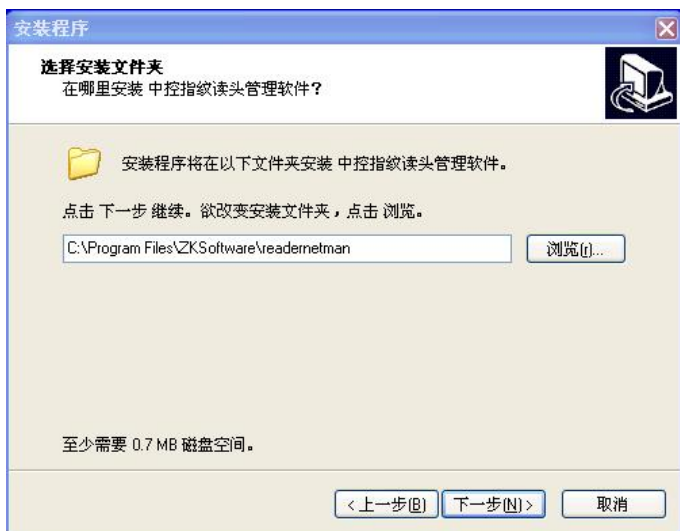 安装程序
选择安装文件夹
在哪里安装 中控指纹读头管理软件?
安装程序将在以下文件夹安装 中控指纹读头管理软件。
点击 下一步 继续。欲改变安装文件夹，点击 浏览。
C:\Program Files\ZKSoftware\readernetman
浏览(r)...
至少需要 0.7 MB 磁盘空间。
<上一步(B) 下一步(N)> 取消